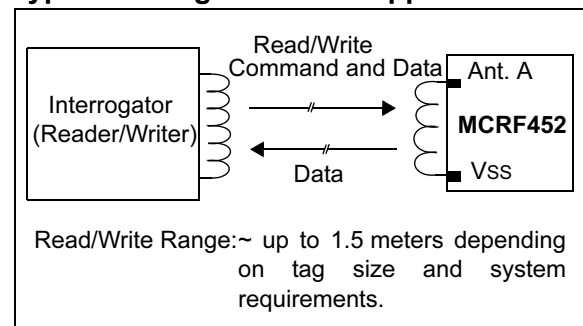 Read/Write
Command and Data
Ant. A
Interrogator
(Reader/Writer)
MCRF452
Data
VSS
Read/Write Range:~ up to 1.5 meters depending
on tag size and system
requirements.